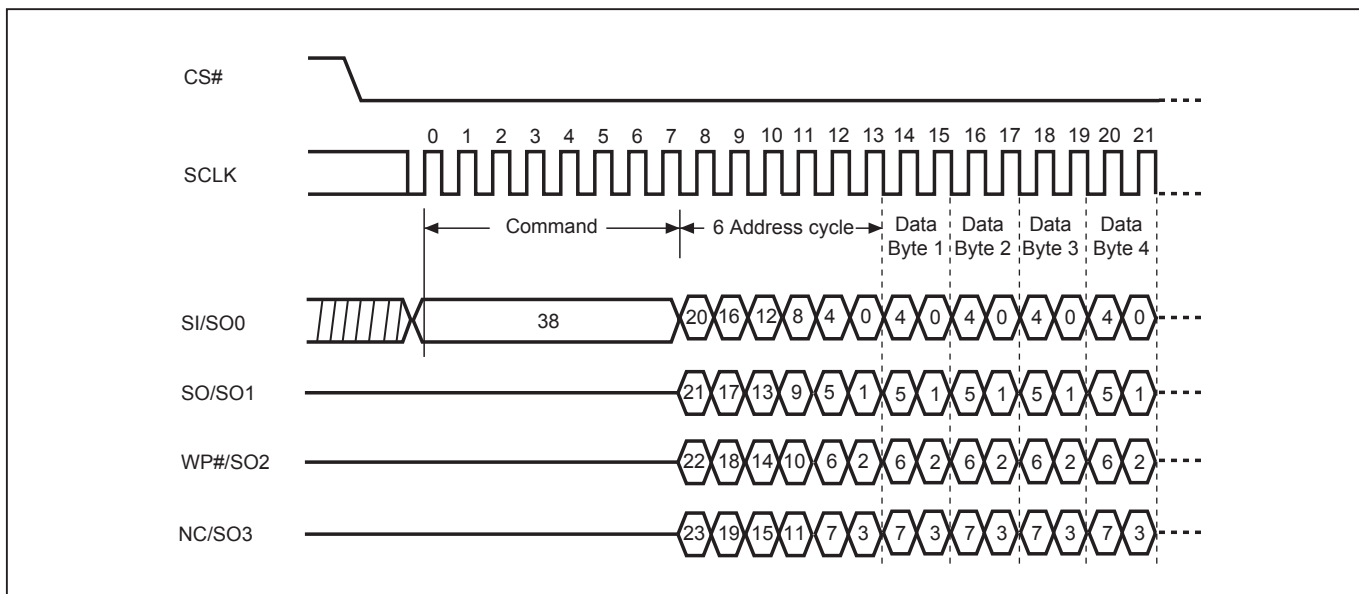 CS#
0 1 2 3 4 5 6 7 8 9 10 11 12 13 14 15 16 17 18 19 20 21
SCLK
Command 6 Address cycle Data Byte 1 Data Byte 2 Data Byte 3 Data Byte 4
SI/SO0 38 20 16 12 8 4 0 4 0 4 0 4 0 4 0
SO/SO1 21 17 13 9 5 1 5 1 5 1 5 1 5 1
WP#/SO2 22 18 14 10 6 2 6 2 6 2 6 2 6 2
NC/SO3 23 19 15 11 7 3 7 3 7 3 7 3 7 3